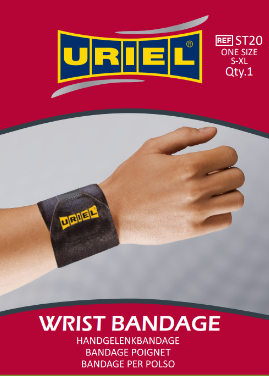 URIEL®
REF ST20
ONE SIZE
S-XL
Qty.1
URIEL
WRIST BANDAGE
HANDGELENKBANDAGE
BANDAGE POIGNET
BANDAGE PER POLSO